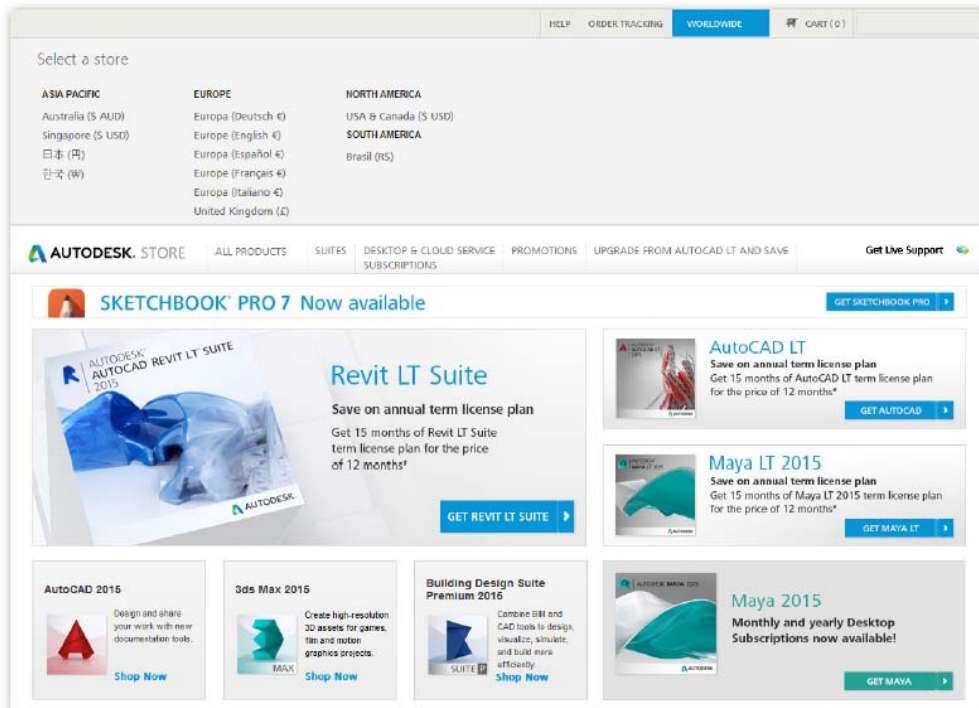 HELP ORDER TRACKING WORLDWIDE CART ( 0 )
Select a store
ASIA PACIFIC
Australia ($ AUD)
Singapore ($ USD)
日本 (円)
한국 (₩)
EUROPE
Europa (Deutsch €)
Europe (English €)
Europa (Español €)
Europe (Français €)
Europa (Italiano €)
United Kingdom (£)
NORTH AMERICA
USA & Canada ($ USD)
SOUTH AMERICA
Brasil (R$)
AUTODESK. STORE
ALL PRODUCTS
SUITES
DESKTOP & CLOUD SERVICE
SUBSCRIPTIONS
PROMOTIONS
UPGRADE FROM AUTOCAD LT AND SAVE
Get Live Support
SKETCHBOOK® PRO 7 Now available
GET SKETCHBOOK PRO
AUTODESK®
AUTOCAD REVIT LT SUITE
2015
AUTODESK.
Revit LT Suite
Save on annual term license plan
Get 15 months of Revit LT Suite
term license plan for the price
of 12 months*
GET REVIT LT SUITE
AutoCAD LT
Save on annual term license plan
Get 15 months of AutoCAD LT term license plan
for the price of 12 months*
GET AUTOCAD
Maya LT 2015
Save on annual term license plan
Get 15 months of Maya LT 2015 term license plan
for the price of 12 months*
GET MAYA LT
AutoCAD 2015
Design and share
your work with new
documentation tools.
Shop Now
3ds Max 2015
MAX
Create high-resolution
3D assets for games,
film and motion
graphics projects.
Shop Now
Building Design Suite
Premium 2015
SUITE P
Combine BIM and
CAD tools to design,
visualize, simulate,
and build more
efficiently.
Shop Now
AUTODESK® MAYA® 2015
AUTODESK
Maya 2015
Monthly and yearly Desktop
Subscriptions now available!
GET MAYA